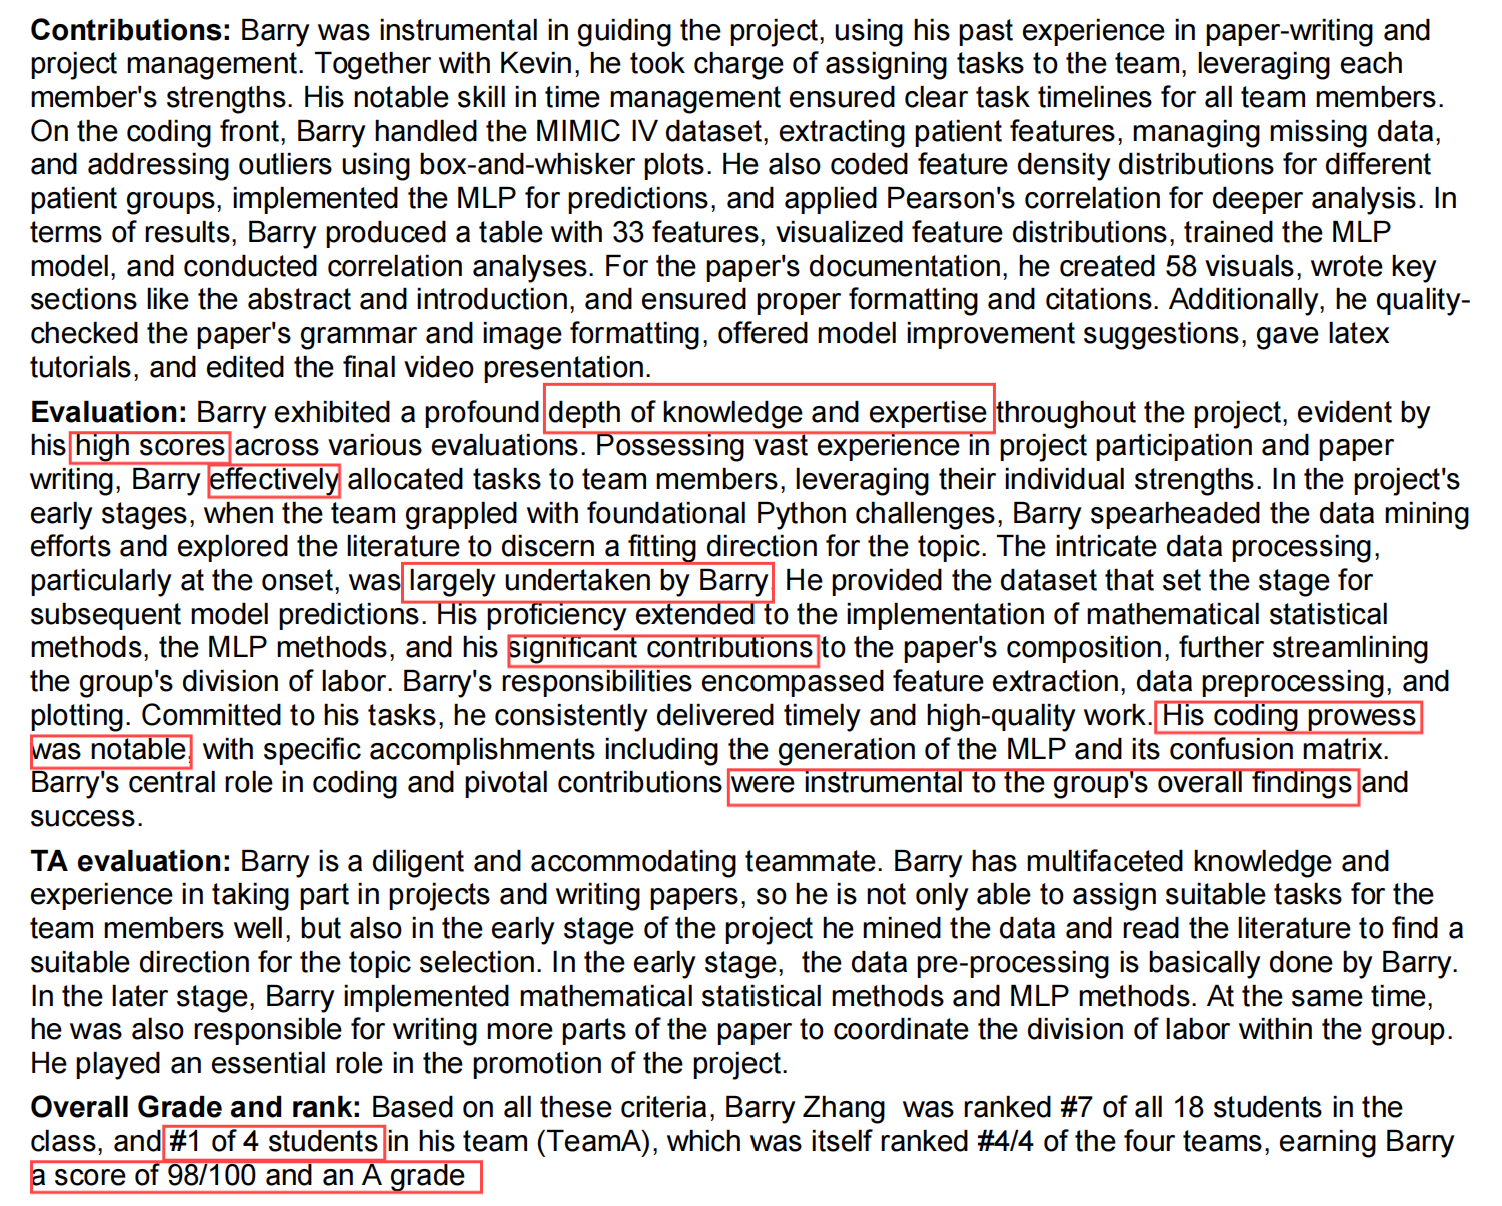 Contributions: Barry was instrumental in guiding the project, using his past experience in paper-writing and
project management. Together with Kevin, he took charge of assigning tasks to the team, leveraging each
member's strengths. His notable skill in time management ensured clear task timelines for all team members.
On the coding front, Barry handled the MIMIC IV dataset, extracting patient features, managing missing data,
and addressing outliers using box-and-whisker plots. He also coded feature density distributions for different
patient groups, implemented the MLP for predictions, and applied Pearson's correlation for deeper analysis. In
terms of results, Barry produced a table with 33 features, visualized feature distributions, trained the MLP
model, and conducted correlation analyses. For the paper's documentation, he created 58 visuals, wrote key
sections like the abstract and introduction, and ensured proper formatting and citations. Additionally, he quality-
checked the paper's grammar and image formatting, offered model improvement suggestions, gave latex
tutorials, and edited the final video presentation.
Evaluation: Barry exhibited a profound depth of knowledge and expertise throughout the project, evident by
his high scores across various evaluations. Possessing vast experience in project participation and paper
writing, Barry effectively allocated tasks to team members, leveraging their individual strengths. In the project's
early stages, when the team grappled with foundational Python challenges, Barry spearheaded the data mining
efforts and explored the literature to discern a fitting direction for the topic. The intricate data processing,
particularly at the onset, was largely undertaken by Barry. He provided the dataset that set the stage for
subsequent model predictions. His proficiency extended to the implementation of mathematical statistical
methods, the MLP methods, and his significant contributions to the paper's composition, further streamlining
the group's division of labor. Barry's responsibilities encompassed feature extraction, data preprocessing, and
plotting. Committed to his tasks, he consistently delivered timely and high-quality work. His coding prowess
was notable, with specific accomplishments including the generation of the MLP and its confusion matrix.
Barry's central role in coding and pivotal contributions were instrumental to the group's overall findings and
success.
TA evaluation: Barry is a diligent and accommodating teammate. Barry has multifaceted knowledge and
experience in taking part in projects and writing papers, so he is not only able to assign suitable tasks for the
team members well, but also in the early stage of the project he mined the data and read the literature to find a
suitable direction for the topic selection. In the early stage, the data pre-processing is basically done by Barry.
In the later stage, Barry implemented mathematical statistical methods and MLP methods. At the same time,
he was also responsible for writing more parts of the paper to coordinate the division of labor within the group.
He played an essential role in the promotion of the project.
Overall Grade and rank: Based on all these criteria, Barry Zhang was ranked #7 of all 18 students in the
class, and #1 of 4 students in his team (TeamA), which was itself ranked #4/4 of the four teams, earning Barry
a score of 98/100 and an A grade